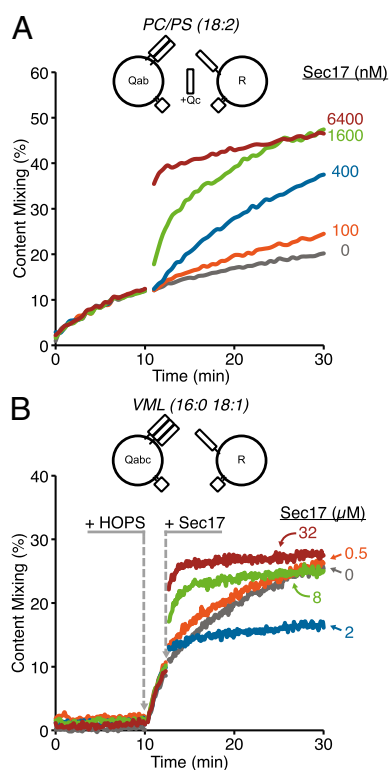 A
PC/PS (18:2)
Qab
R
+Qc
Sec17 (nM)
60
50
40
30
20
10
0
Content Mixing (%)
6400
1600
400
100
0
0
10
20
30
Time (min)
B
VML (16:0 18:1)
Qabc
R
40
30
20
10
0
Content Mixing (%)
+ HOPS
+ Sec17
Sec17 (µM)
32
0.5
0
8
2
0
10
20
30
Time (min)